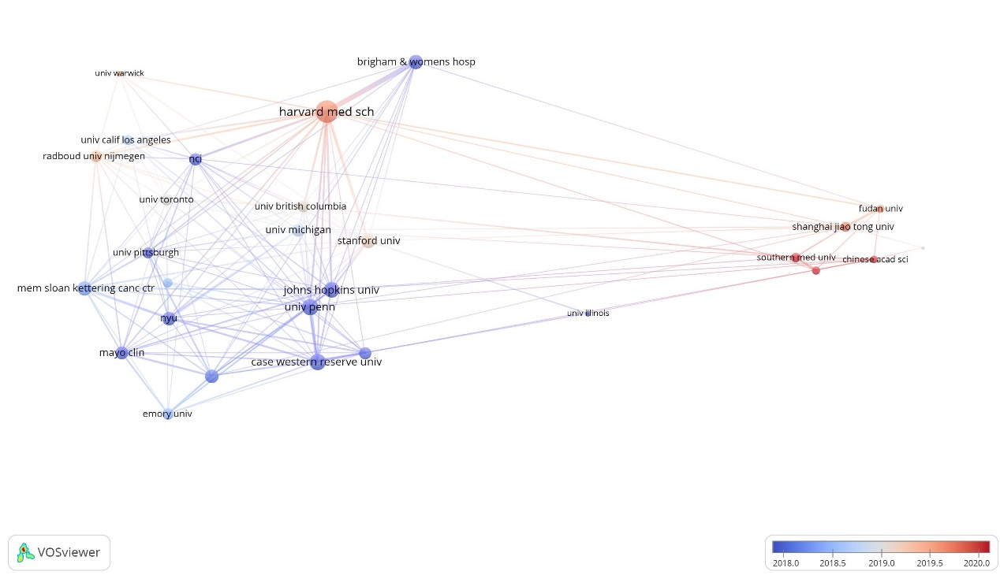 brigham & womens hosp
univ warwick
harvard med sch
univ calif los angeles
radboud univ nijmegen
nci
univ toronto
univ british columbia
fudan univ
shanghai jiao tong univ
univ michigan
stanford univ
univ pittsburgh
southern med univ
chinese acad sci
mem sloan kettering canc ctr
johns hopkins univ
univ penn
univ illinois
nyu
mayo clin
case western reserve univ
emory univ
VOSviewer
2018.0 2018.5 2019.0 2019.5 2020.0